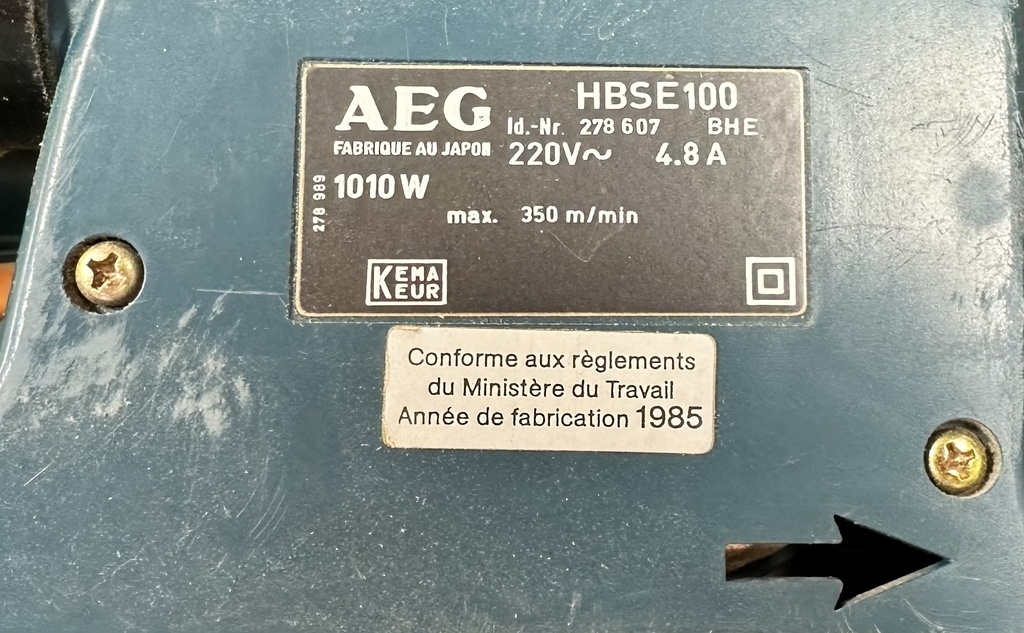 AEG HBSE100
Id.-Nr. 278 607 BHE
FABRIQUE AU JAPON 220V~ 4.8 A
278 989
1010 W
max. 350 m/min
KEMA
KEUR
Conforme aux règlements
du Ministère du Travail
Année de fabrication 1985